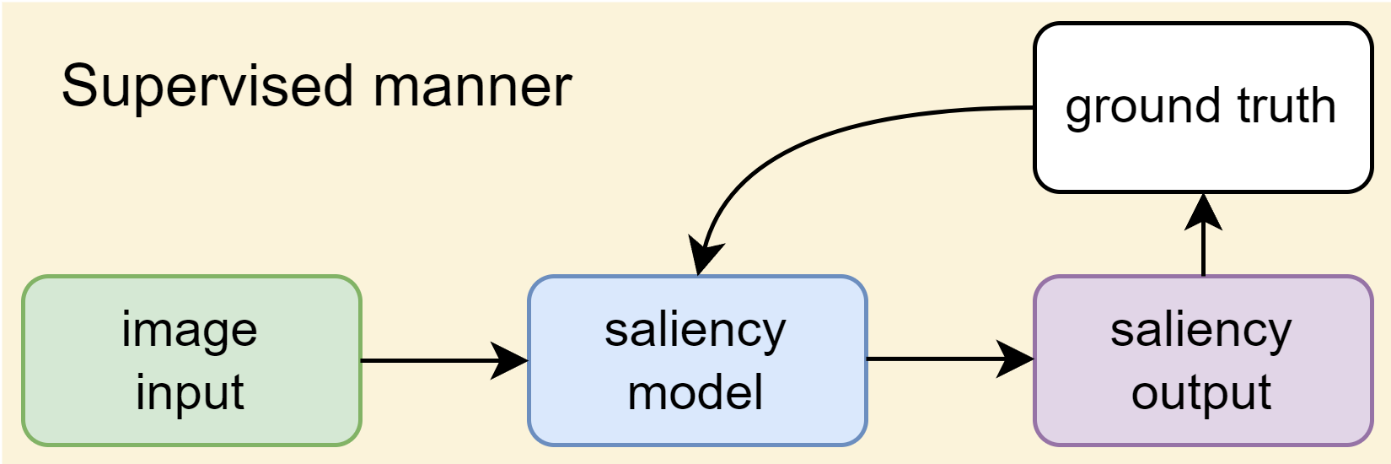 Supervised manner
ground truth
image
input
saliency
model
saliency
output